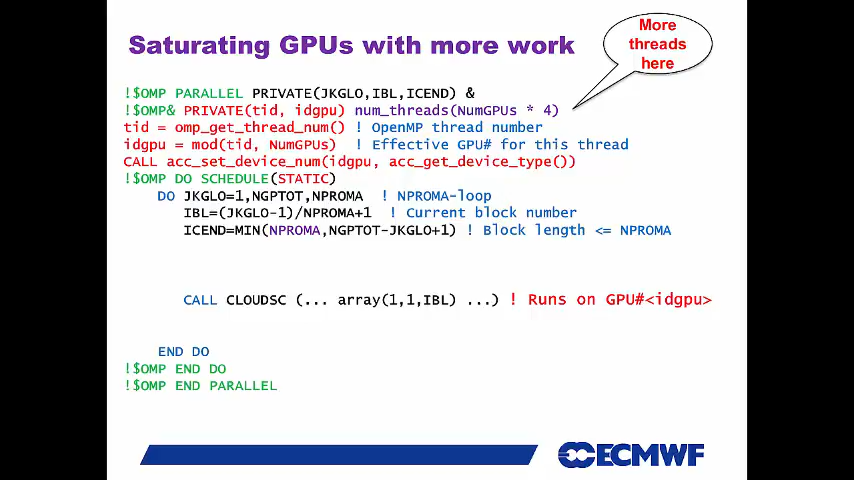 Saturating GPUs with more work
More
threads
here
!$OMP PARALLEL PRIVATE(JKGLO,IBL,ICEND) &
!$OMP& PRIVATE(tid, idgpu) num_threads(NumGPUs * 4)
tid = omp_get_thread_num() ! OpenMP thread number
idgpu = mod(tid, NumGPUs) ! Effective GPU# for this thread
CALL acc_set_device_num(idgpu, acc_get_device_type())
!$OMP DO SCHEDULE(STATIC)
DO JKGLO=1,NGPTOT,NPROMA ! NPROMA-loop
IBL=(JKGLO-1)/NPROMA+1 ! Current block number
ICEND=MIN(NPROMA,NGPTOT-JKGLO+1) ! Block length <= NPROMA
CALL CLOUDSC (... array(1,1,IBL) ...) ! Runs on GPU#<idgpu>
END DO
!$OMP END DO
!$OMP END PARALLEL
ECMWF